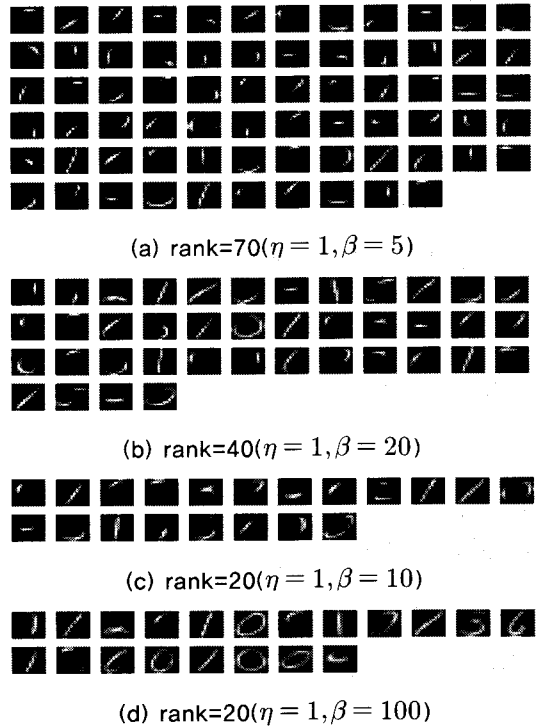 (a) rank=70(η = 1, β = 5)
(b) rank=40(η = 1, β = 20)
(c) rank=20(η = 1, β = 10)
(d) rank=20(η = 1, β = 100)